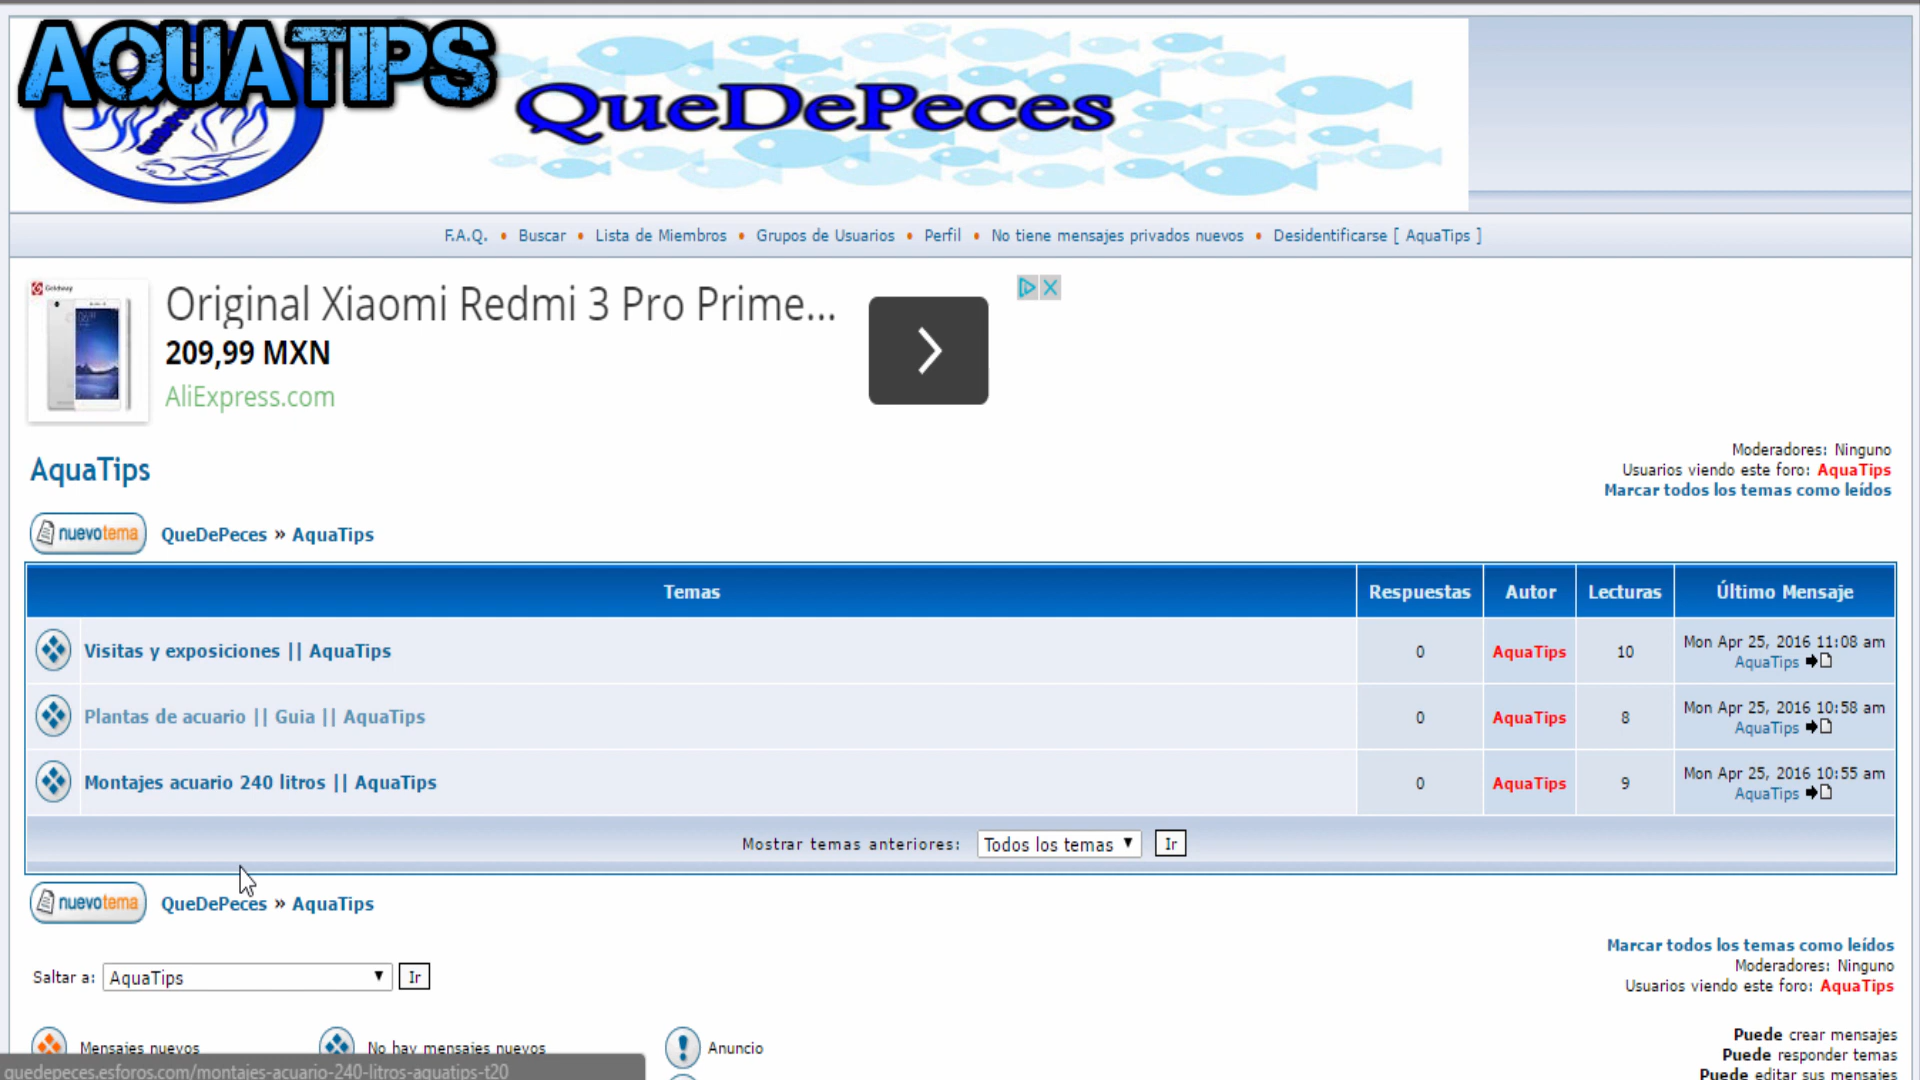 AQUATIPS
QueDePeces
F.A.Q. • Buscar • Lista de Miembros • Grupos de Usuarios • Perfil • No tiene mensajes privados nuevos • Desidentificarse [ AquaTips ]
Goldway
Original Xiaomi Redmi 3 Pro Prime...
209,99 MXN
AliExpress.com
Moderadores: Ninguno
AquaTips
Usuarios viendo este foro: AquaTips
Marcar todos los temas como leídos
nuevotema QueDePeces » AquaTips
Temas Respuestas Autor Lecturas Último Mensaje
Visitas y exposiciones || AquaTips 0 AquaTips 10 Mon Apr 25, 2016 11:08 am
AquaTips
Plantas de acuario || Guia || AquaTips 0 AquaTips 8 Mon Apr 25, 2016 10:58 am
AquaTips
Montajes acuario 240 litros || AquaTips 0 AquaTips 9 Mon Apr 25, 2016 10:55 am
AquaTips
Mostrar temas anteriores: Todos los temas Ir
nuevotema QueDePeces » AquaTips
Marcar todos los temas como leídos
Moderadores: Ninguno
Saltar a: AquaTips Ir
Usuarios viendo este foro: AquaTips
Puede crear mensajes
Mensajes nuevos No hay mensajes nuevos Anuncio
Puede responder temas
quedepeces.esforos.com/montajes-acuario-240-litros-aquatips-t20
Puede editar sus mensajes